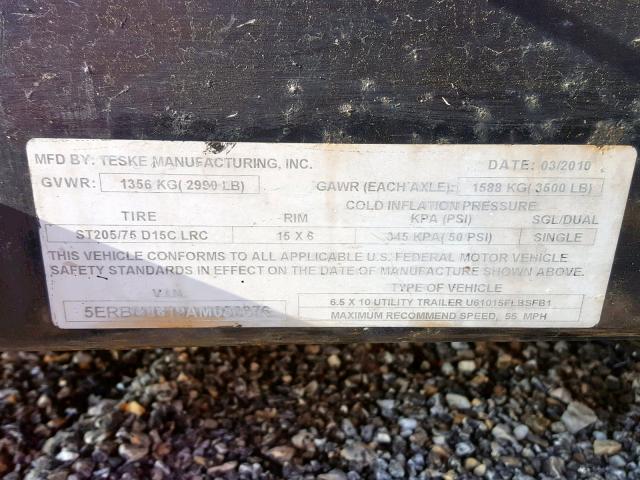 MFD BY: TESKE MANUFACTURING, INC. DATE: 03/2010
GVWR: 1356 KG( 2990 LB) GAWR (EACH AXLE): 1588 KG( 3500 LB)
COLD INFLATION PRESSURE
TIRE RIM KPA (PSI) SGL/DUAL
ST205/75 D15C LRC 15 X 6 345 KPA( 50 PSI) SINGLE
THIS VEHICLE CONFORMS TO ALL APPLICABLE U.S. FEDERAL MOTOR VEHICLE
SAFETY STANDARDS IN EFFECT ON THE DATE OF MANUFACTURE SHOWN ABOVE.
V.I.N. TYPE OF VEHICLE
6.5 X 10 UTILITY TRAILER U61015FLBSFB1
MAXIMUM RECOMMEND SPEED, 55 MPH